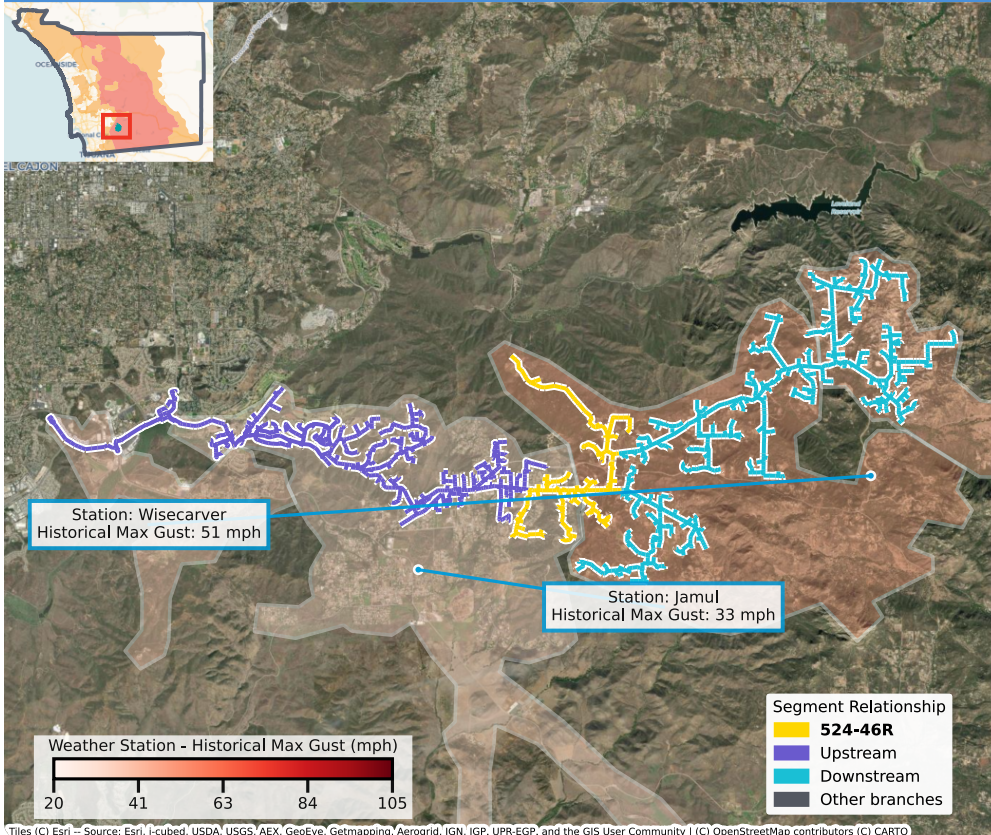 OCEANSIDE
EL CAJON
Loveland
Reservoir
Station: Wisecarver
Historical Max Gust: 51 mph
Station: Jamul
Historical Max Gust: 33 mph
Segment Relationship
524-46R
Upstream
Downstream
Other branches
Weather Station - Historical Max Gust (mph)
20 41 63 84 105
Tiles (C) Esri -- Source: Esri, i-cubed, USDA, USGS, AEX, GeoEye, Getmapping, Aerogrid, IGN, IGP, UPR-EGP, and the GIS User Community | (C) OpenStreetMap contributors (C) CARTO